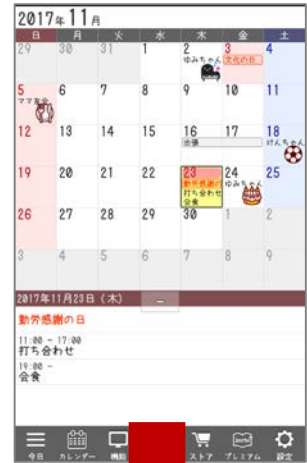 2017年11月
日 月 火 水 木 金 土
29 30 31 1 2 3 4
ゆみちゃん 文化の日
5 6 7 8 9 10 11
ママ友会
12 13 14 15 16 17 18
出張 けんちゃん
19 20 21 22 23 24 25
勤労感謝の ゆみちゃん
打ち合わせ
会食
26 27 28 29 30 1 2
3 4 5 6 7 8 9
2017年11月23日 (木)
勤労感謝の日
11:00 - 17:00
打ち合わせ
19:00 -
会食
今日 カレンダー 機能 ストア プレミアム 設定